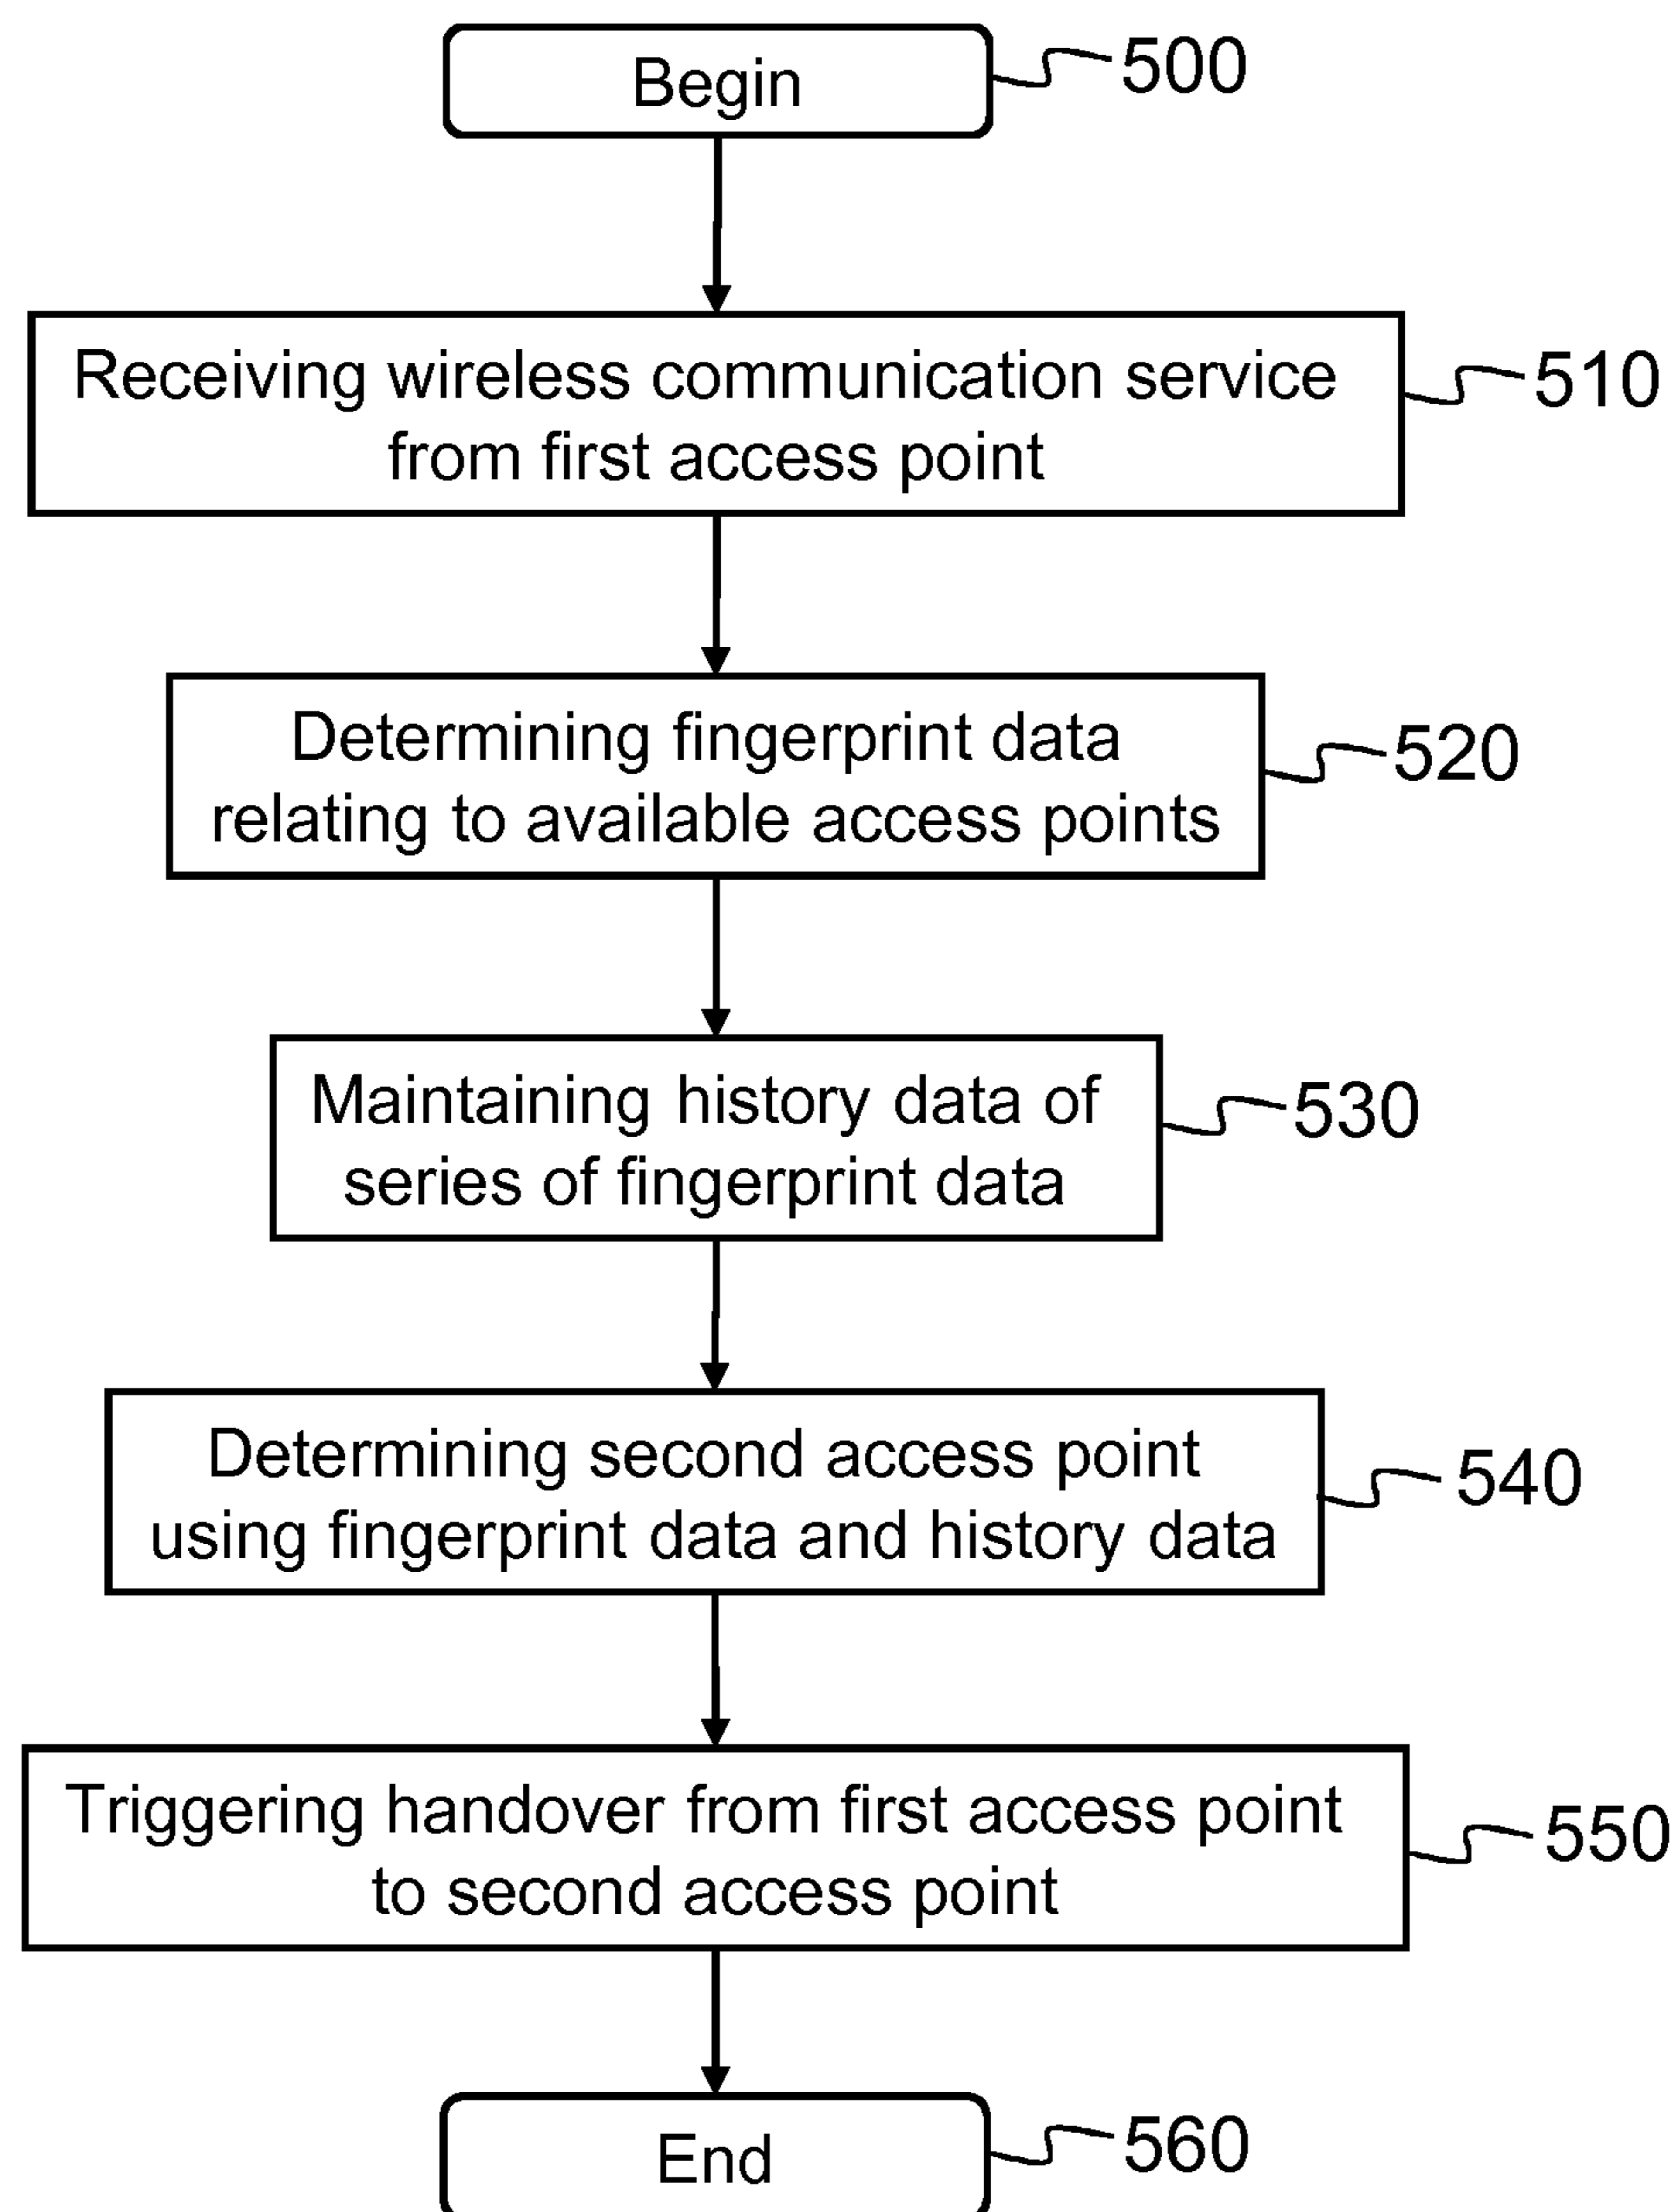 Begin
500
Receiving wireless communication service
from first access point
510
Determining fingerprint data
relating to available access points
520
Maintaining history data of
series of fingerprint data
530
Determining second access point
using fingerprint data and history data
540
Triggering handover from first access point
to second access point
550
End
560